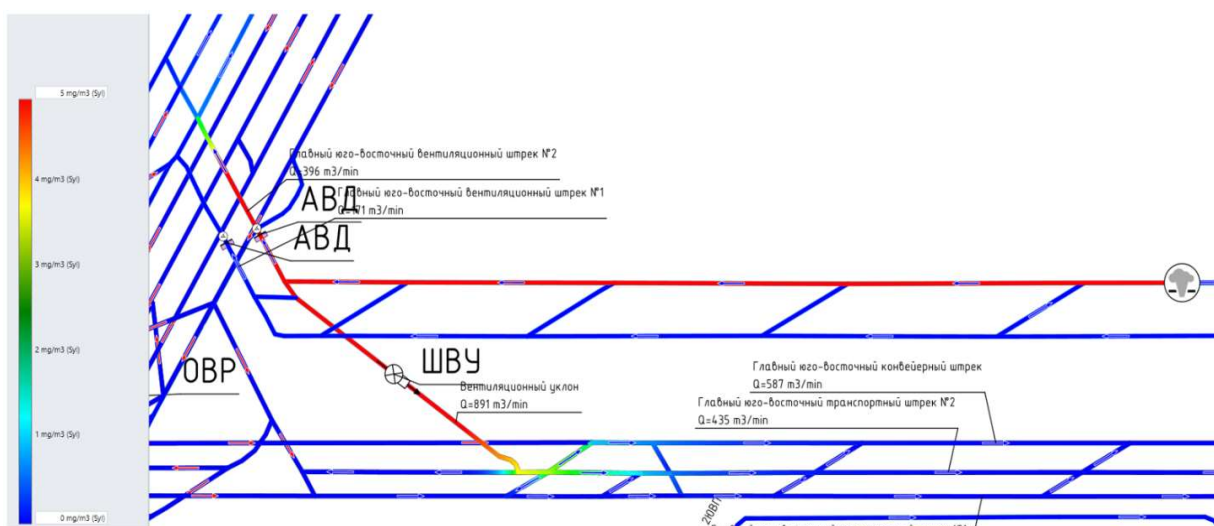 5 mg/m3 (Syl)
4 mg/m3 (Syl)
3 mg/m3 (Syl)
2 mg/m3 (Syl)
1 mg/m3 (Syl)
0 mg/m3 (Syl)
Главный юго-восточный вентиляционный штрек №2
Q=396 m3/min
АВД
Главный юго-восточный вентиляционный штрек №1
Q=171 m3/min
АВД
ОВР
ШВУ
Вентиляционный уклон
Q=891 m3/min
Главный юго-восточный конвейерный штрек
Q=587 m3/min
Главный юго-восточный транспортный штрек №2
Q=435 m3/min